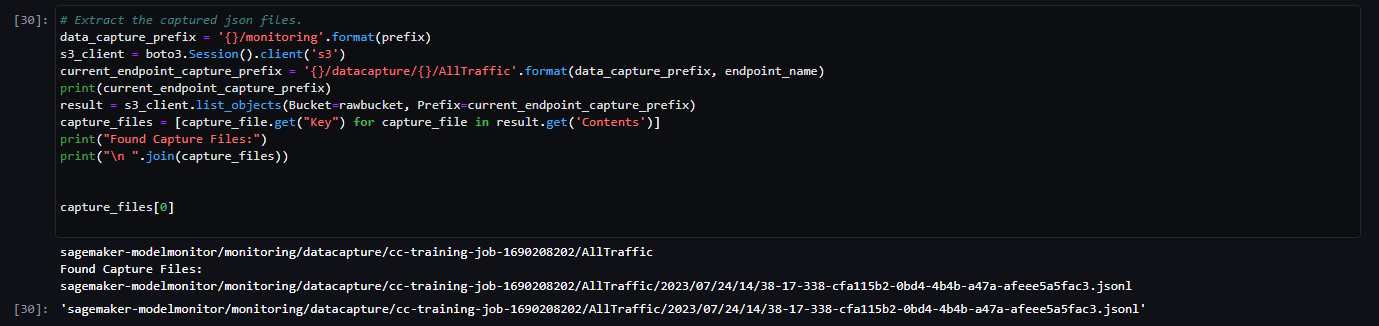 [30]: # Extract the captured json files.
data_capture_prefix = '{}/monitoring'.format(prefix)
s3_client = boto3.Session().client('s3')
current_endpoint_capture_prefix = '{}/datacapture/{}/AllTraffic'.format(data_capture_prefix, endpoint_name)
print(current_endpoint_capture_prefix)
result = s3_client.list_objects(Bucket=rawbucket, Prefix=current_endpoint_capture_prefix)
capture_files = [capture_file.get("Key") for capture_file in result.get('Contents')]
print("Found Capture Files:")
print("\n ".join(capture_files))
capture_files[0]
sagemaker-modelmonitor/monitoring/datacapture/cc-training-job-1690208202/AllTraffic
Found Capture Files:
sagemaker-modelmonitor/monitoring/datacapture/cc-training-job-1690208202/AllTraffic/2023/07/24/14/38-17-338-cfa115b2-0bd4-4b4b-a47a-afeee5a5fac3.jsonl
[30]: 'sagemaker-modelmonitor/monitoring/datacapture/cc-training-job-1690208202/AllTraffic/2023/07/24/14/38-17-338-cfa115b2-0bd4-4b4b-a47a-afeee5a5fac3.jsonl'